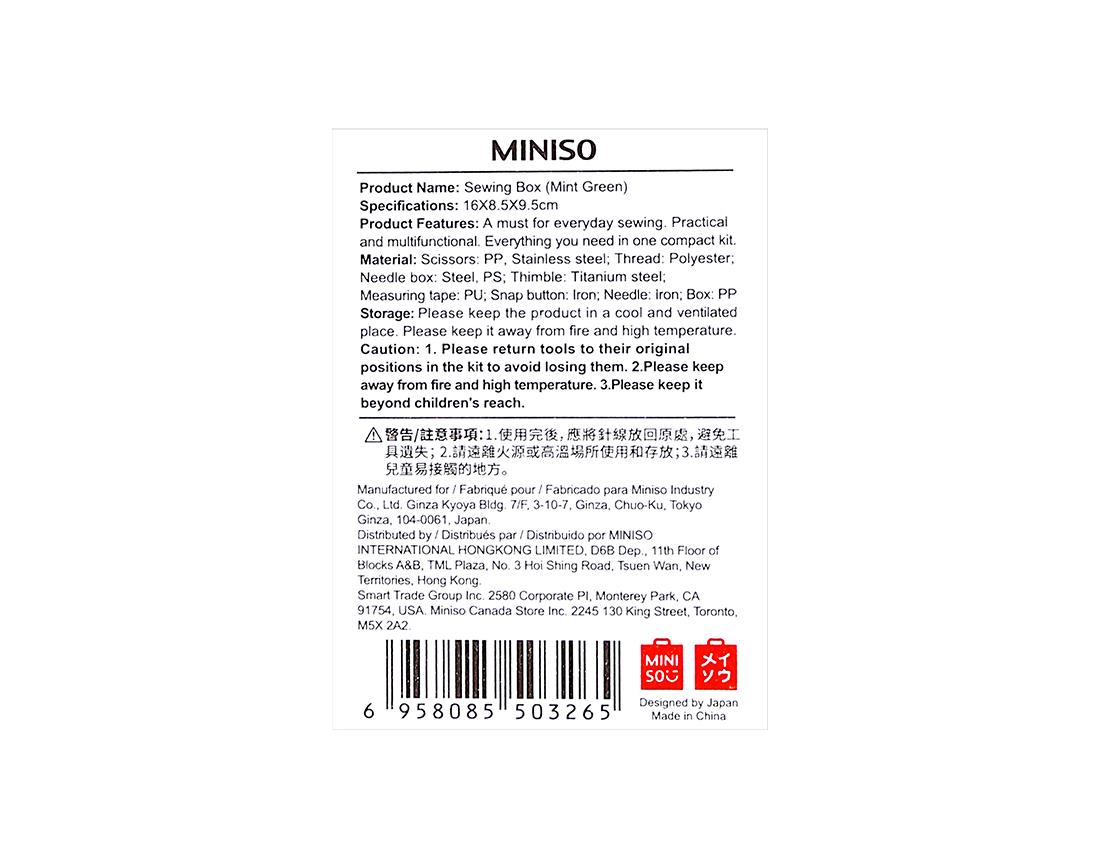 MINISO
Product Name: Sewing Box (Mint Green)
Specifications: 16X8.5X9.5cm
Product Features: A must for everyday sewing. Practical
and multifunctional. Everything you need in one compact kit.
Material: Scissors: PP, Stainless steel; Thread: Polyester;
Needle box: Steel, PS; Thimble: Titanium steel;
Measuring tape: PU; Snap button: Iron; Needle: Iron; Box: PP
Storage: Please keep the product in a cool and ventilated
place. Please keep it away from fire and high temperature.
Caution: 1. Please return tools to their original
positions in the kit to avoid losing them. 2.Please keep
away from fire and high temperature. 3.Please keep it
beyond children's reach.
⚠警告/註意事項:1.使用完後,應將針線放回原處,避免工
具遺失; 2.請遠離火源或高溫場所使用和存放;3.請遠離
兒童易接觸的地方。
Manufactured for / Fabriqué pour / Fabricado para Miniso Industry
Co., Ltd. Ginza Kyoya Bldg. 7/F, 3-10-7, Ginza, Chuo-Ku, Tokyo
Ginza, 104-0061, Japan.
Distributed by / Distribués par / Distribuido por MINISO
INTERNATIONAL HONGKONG LIMITED, D6B Dep., 11th Floor of
Blocks A&B, TML Plaza, No. 3 Hoi Shing Road, Tsuen Wan, New
Territories, Hong Kong.
Smart Trade Group Inc. 2580 Corporate Pl, Monterey Park, CA
91754, USA. Miniso Canada Store Inc. 2245 130 King Street, Toronto,
M5X 2A2.
6 958085 503265
MINI
SO
メイ
ソウ
Designed by Japan
Made in China